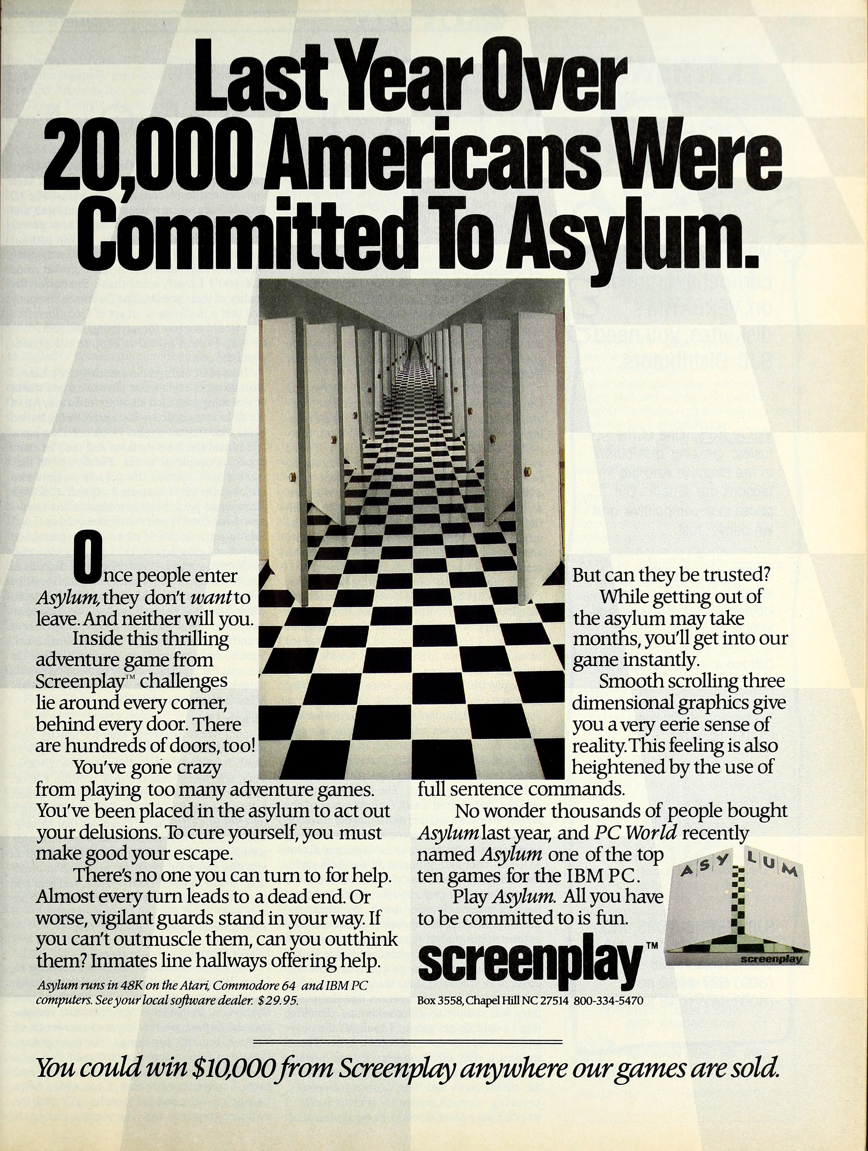 Last Year Over
20,000 Americans Were
Committed To Asylum.
Once people enter
Asylum, they don't want to
leave. And neither will you.
Inside this thrilling
adventure game from
Screenplay™ challenges
lie around every corner,
behind every door. There
are hundreds of doors, too!
You've gone crazy
from playing too many adventure games.
You've been placed in the asylum to act out
your delusions. To cure yourself, you must
make good your escape.
There's no one you can turn to for help.
Almost every turn leads to a dead end. Or
worse, vigilant guards stand in your way. If
you can't outmuscle them, can you outthink
them? Inmates line hallways offering help.
Asylum runs in 48K on the Atari, Commodore 64 and IBM PC
computers. See your local software dealer. $29.95.
But can they be trusted?
While getting out of
the asylum may take
months, you'll get into our
game instantly.
Smooth scrolling three
dimensional graphics give
you a very eerie sense of
reality. This feeling is also
heightened by the use of
full sentence commands.
No wonder thousands of people bought
Asylum last year, and PC World recently
named Asylum one of the top
ten games for the IBM PC.
Play Asylum. All you have
to be committed to is fun.
ASYLUM
screenplay
screenplay™
Box 3558, Chapel Hill NC 27514 800-334-5470
You could win $10,000 from Screenplay anywhere our games are sold.